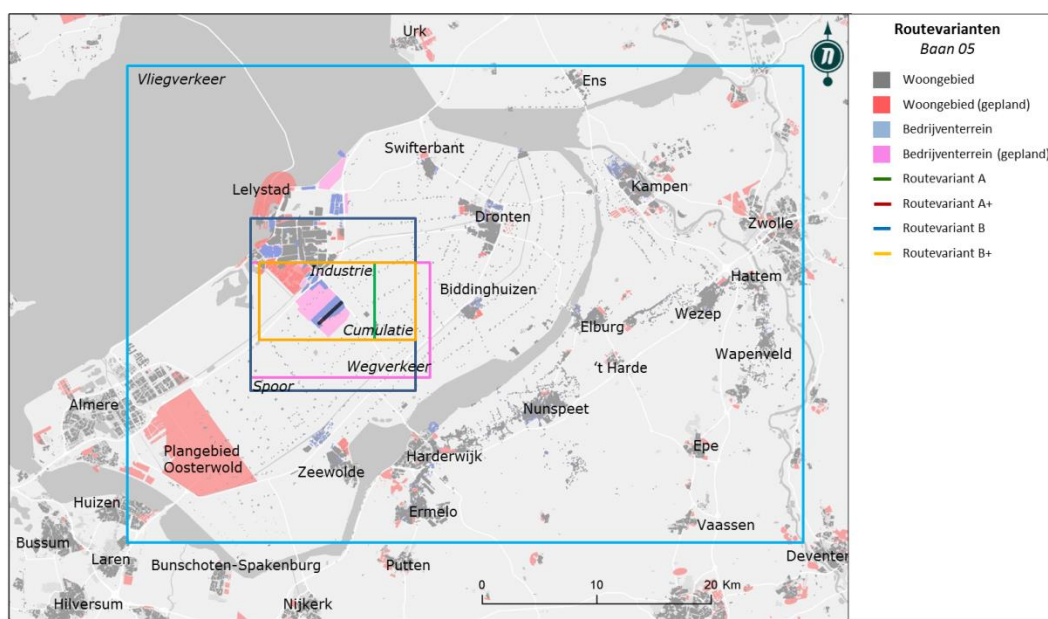 Urk
Vliegverkeer
Ens
Swifterbant
Kampen
Lelystad
Dronten
Zwolle
Industrie
Hattem
Biddinghuizen
Cumulatie
Elburg
Wezep
Wapenveld
Wegverkeer
't Harde
Spoor
Almere
Nunspeet
Plangebied
Oosterwold
Epe
Harderwijk
Zeewolde
Huizen
Ermelo
Vaassen
Bussum
Laren
Bunschoten-Spakenburg
Putten
Deventer
Hilversum
Nijkerk
0 10 20 Km
Routevarianten
Baan 05
Woongebied
Woongebied (gepland)
Bedrijventerrein
Bedrijventerrein (gepland)
Routevariant A
Routevariant A+
Routevariant B
Routevariant B+